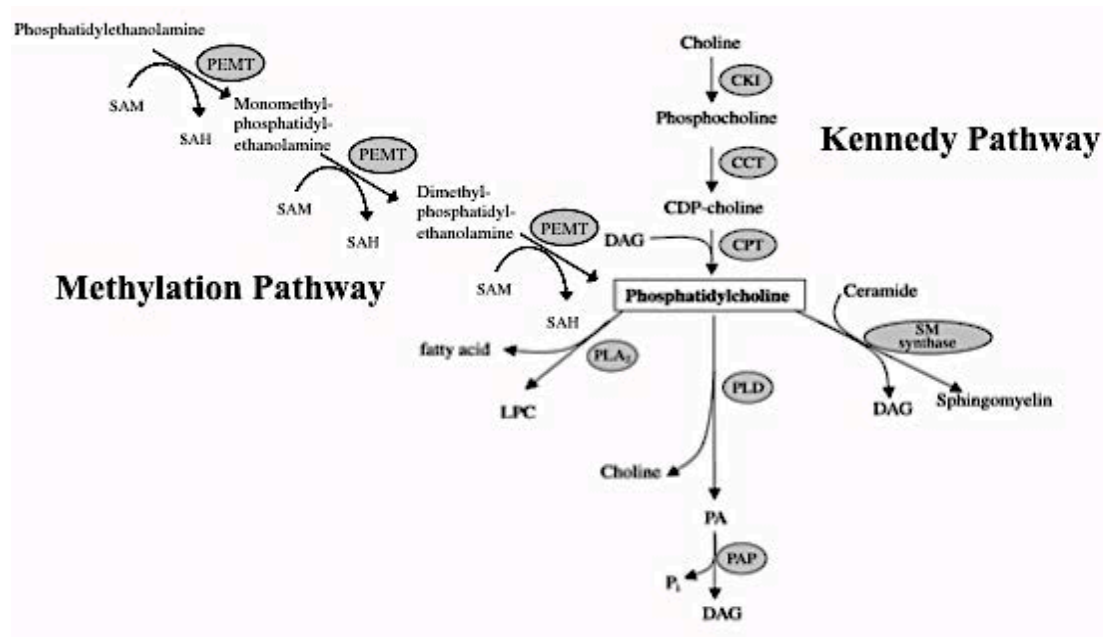 Phosphatidylethanolamine
PEMT
SAM
SAH
Monomethyl-
phosphatidyl-
ethanolamine
PEMT
SAM
SAH
Dimethyl-
phosphatidyl-
ethanolamine
PEMT
SAM
SAH
Methylation Pathway
Choline
CKI
Phosphocholine
CCT
Kennedy Pathway
CDP-choline
DAG
CPT
Phosphatidylcholine
Ceramide
SM
synthase
DAG
Sphingomyelin
fatty acid
PLA₂
LPC
PLD
Choline
PA
PAP
Pᵢ
DAG